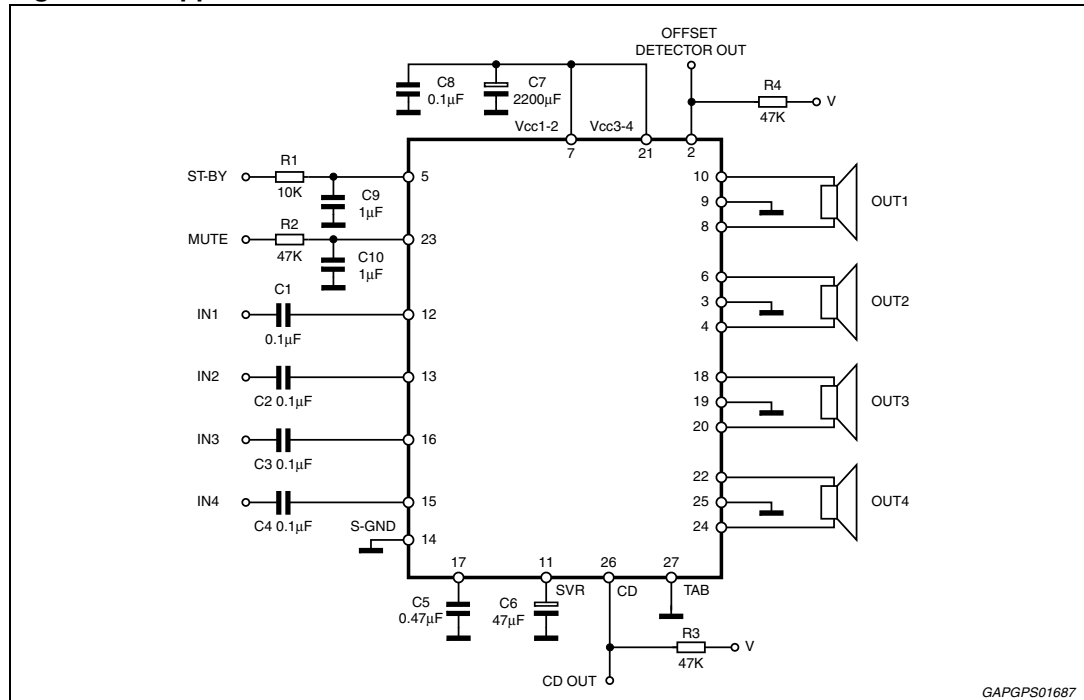 OFFSET
DETECTOR OUT
C8
0.1µF
C7
2200µF
R4
47K
V
Vcc1-2
Vcc3-4
7
21
2
ST-BY
R1
10K
5
C9
1µF
MUTE
R2
47K
23
C10
1µF
IN1
C1
0.1µF
12
IN2
C2 0.1µF
13
IN3
C3 0.1µF
16
IN4
C4 0.1µF
15
S-GND
14
10
9
8
OUT1
6
3
4
OUT2
18
19
20
OUT3
22
25
24
OUT4
17
11
26
27
C5
0.47µF
C6
47µF
SVR
CD
TAB
R3
47K
V
CD OUT
GAPGPS01687